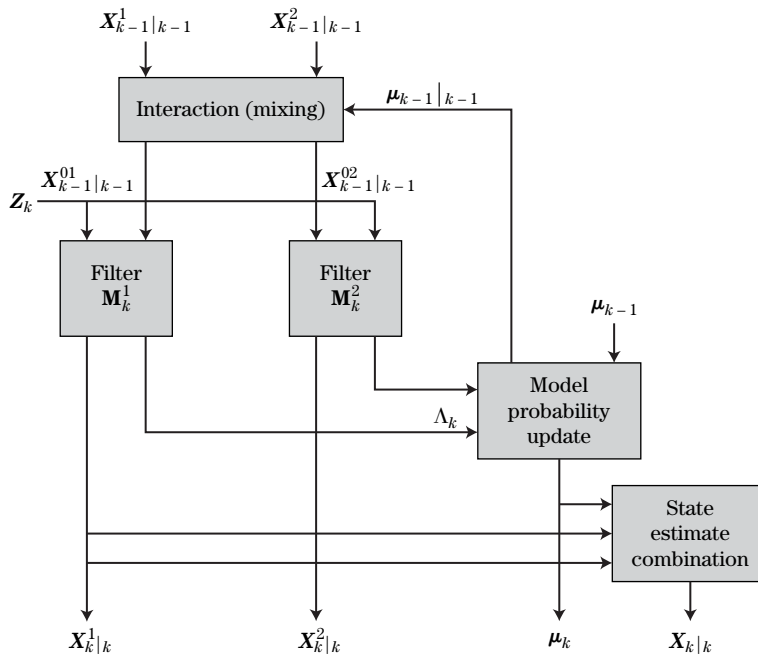 X^1_{k−1|k−1} X^2_{k−1|k−1}
Interaction (mixing)
μ_{k−1|k−1}
X^{01}_{k−1|k−1} X^{02}_{k−1|k−1}
Z_k
Filter
M^1_k
Filter
M^2_k
μ_{k−1}
Model
probability
update
Λ_k
State
estimate
combination
X^1_{k|k} X^2_{k|k} μ_k X_{k|k}